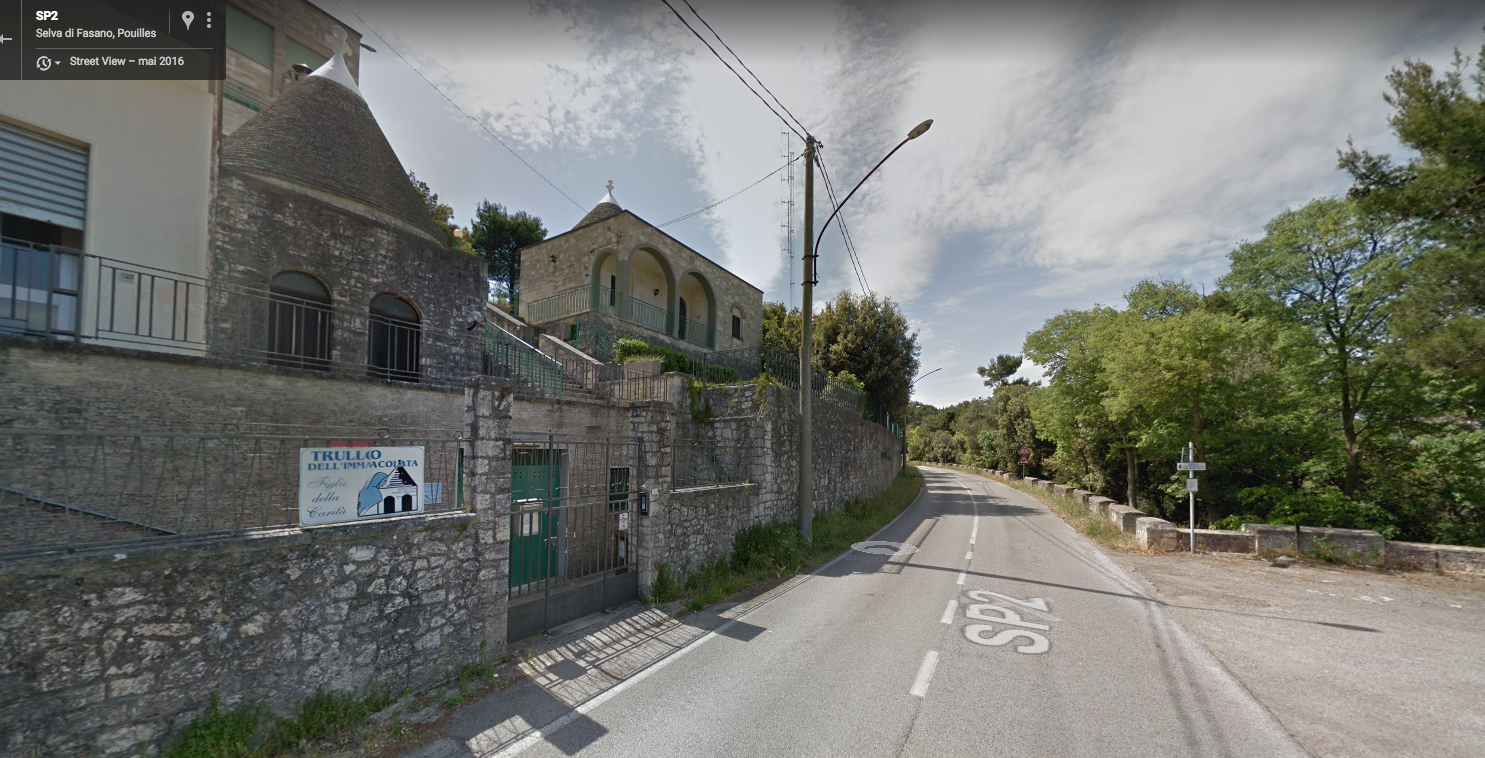 SP2
Selva di Fasano, Pouilles
Street View – mai 2016
TRULLO
DELL'IMMACOLATA
Figlie
della
Carità
SP2